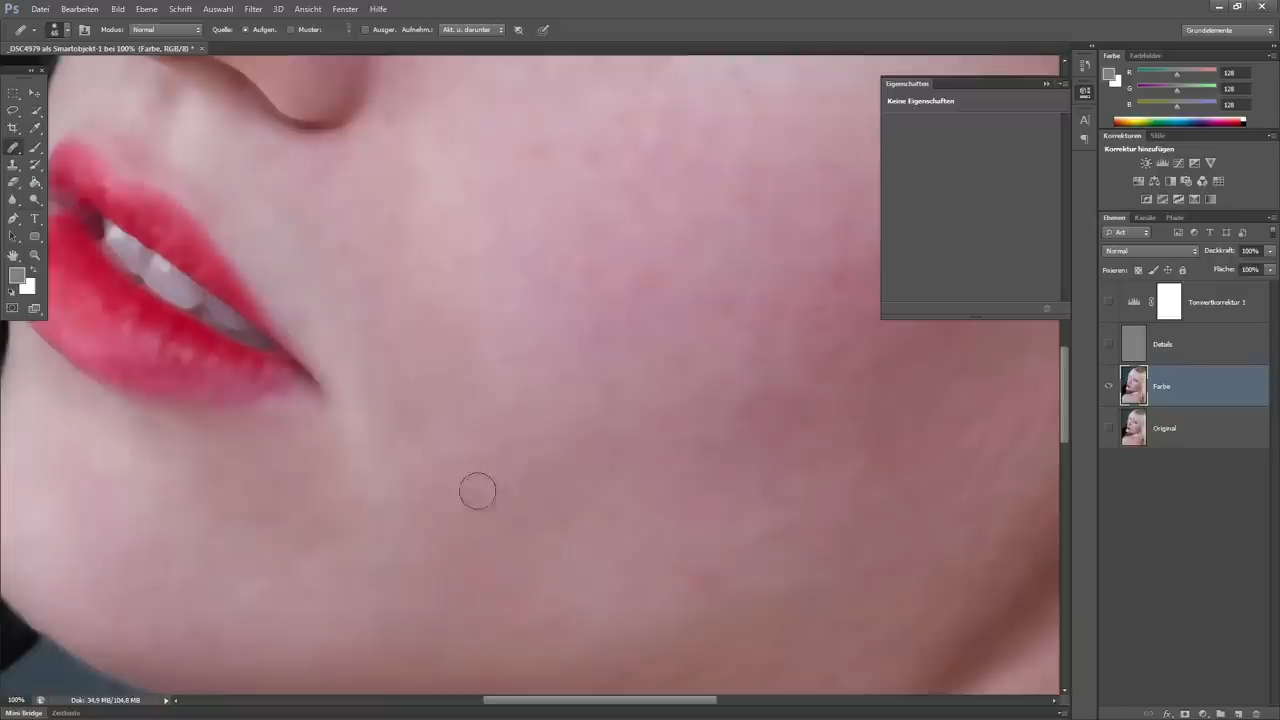 Ps Datei Bearbeiten Bild Ebene Schrift Auswahl Filter 3D Ansicht Fenster Hilfe
65 Modus: Normal Quelle: Aufgen. Muster: Ausger. Aufnehm.: Akt. u. darunter Grundelemente
_DSC4979 als Smartobjekt-1 bei 100% (Farbe, RGB/8) * ×
Farbe Farbfelder
R 128
G 128
B 128
Eigenschaften
Keine Eigenschaften
Korrekturen Stile
Korrektur hinzufügen
Ebenen Kanäle Pfade
Art
Normal Deckkraft: 100%
Fixieren: Fläche: 100%
Tonwertkorrektur 1
Details
Farbe
Original
100% Dok: 34,9 MB/104,8 MB
Mini Bridge Zeitleiste